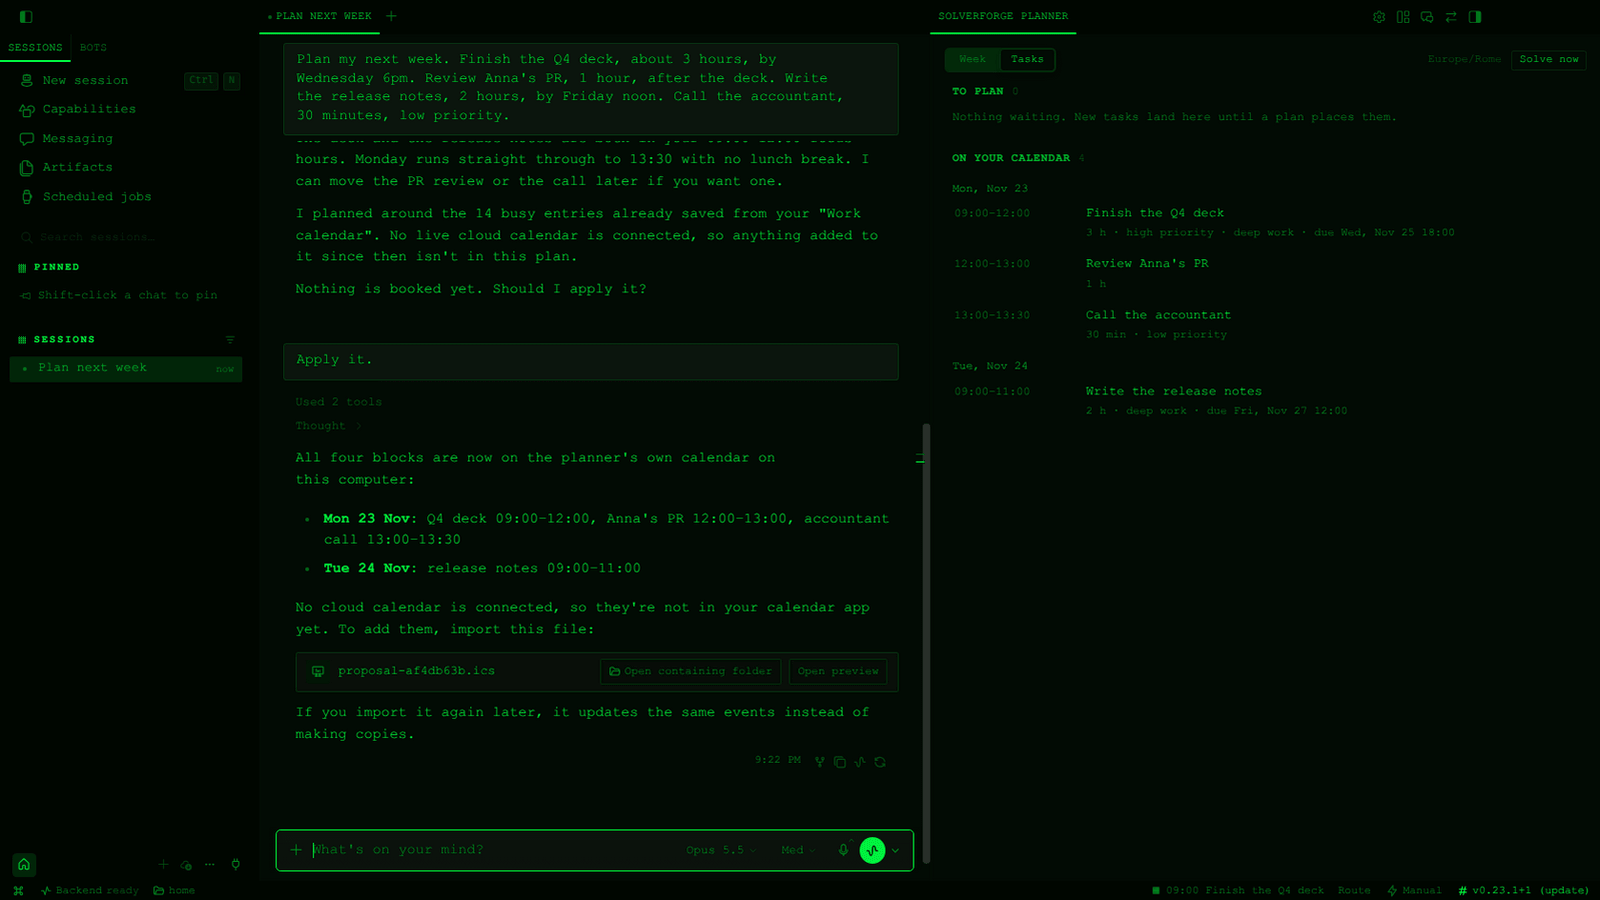 PLAN NEXT WEEK
SOLVERFORGE PLANNER
SESSIONS BOTS
New session Ctrl N
Capabilities
Messaging
Artifacts
Scheduled jobs
Search sessions…
PINNED
Shift-click a chat to pin
SESSIONS
Plan next week now
Plan my next week. Finish the Q4 deck, about 3 hours, by
Wednesday 6pm. Review Anna's PR, 1 hour, after the deck. Write
the release notes, 2 hours, by Friday noon. Call the accountant,
30 minutes, low priority.
hours. Monday runs straight through to 13:30 with no lunch break. I
can move the PR review or the call later if you want one.
I planned around the 14 busy entries already saved from your "Work
calendar". No live cloud calendar is connected, so anything added to
it since then isn't in this plan.
Nothing is booked yet. Should I apply it?
Apply it.
Used 2 tools
Thought
All four blocks are now on the planner's own calendar on
this computer:
Mon 23 Nov: Q4 deck 09:00–12:00, Anna's PR 12:00–13:00, accountant
call 13:00–13:30
Tue 24 Nov: release notes 09:00–11:00
No cloud calendar is connected, so they're not in your calendar app
yet. To add them, import this file:
proposal-af4db63b.ics Open containing folder Open preview
If you import it again later, it updates the same events instead of
making copies.
9:22 PM
What's on your mind? Opus 5.5 Med
Week Tasks Europe/Rome Solve now
TO PLAN 0
Nothing waiting. New tasks land here until a plan places them.
ON YOUR CALENDAR 4
Mon, Nov 23
09:00–12:00 Finish the Q4 deck
3 h · high priority · deep work · due Wed, Nov 25 18:00
12:00–13:00 Review Anna's PR
1 h
13:00–13:30 Call the accountant
30 min · low priority
Tue, Nov 24
09:00–11:00 Write the release notes
2 h · deep work · due Fri, Nov 27 12:00
Backend ready home
09:00 Finish the Q4 deck Route Manual # v0.23.1+1 (update)